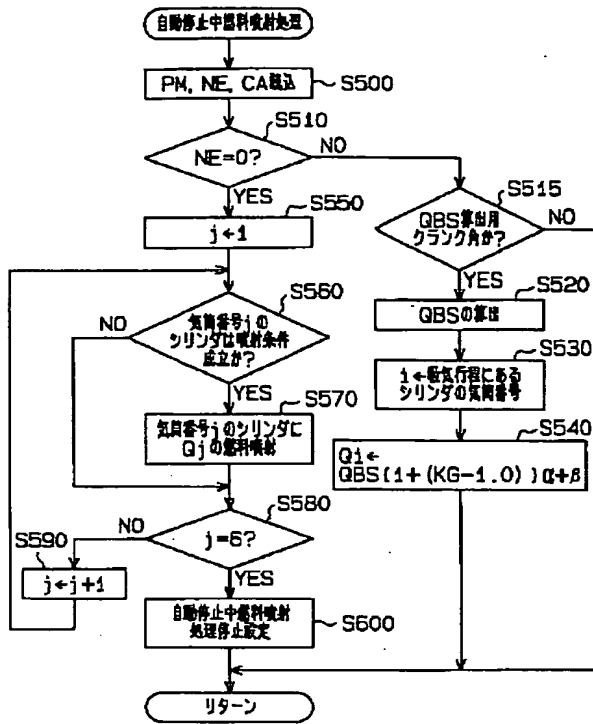 自動停止中燃料噴射処理
PM, NE, CA読込
S500
S510
NE=0?
NO
YES
S515
QBS算出用
クランク角か?
NO
YES
S550
j←1
S520
QBSの算出
S560
気筒番号jの
シリンダは噴射条件
成立か?
NO
YES
S530
i←吸気行程にある
シリンダの気筒番号
S570
気筒番号jのシリンダに
Qjの燃料噴射
S540
Qi←
QBS{1+(KG-1.0)}α+β
S580
j=6?
NO
YES
S590
j←j+1
S600
自動停止中燃料噴射
処理停止設定
リターン